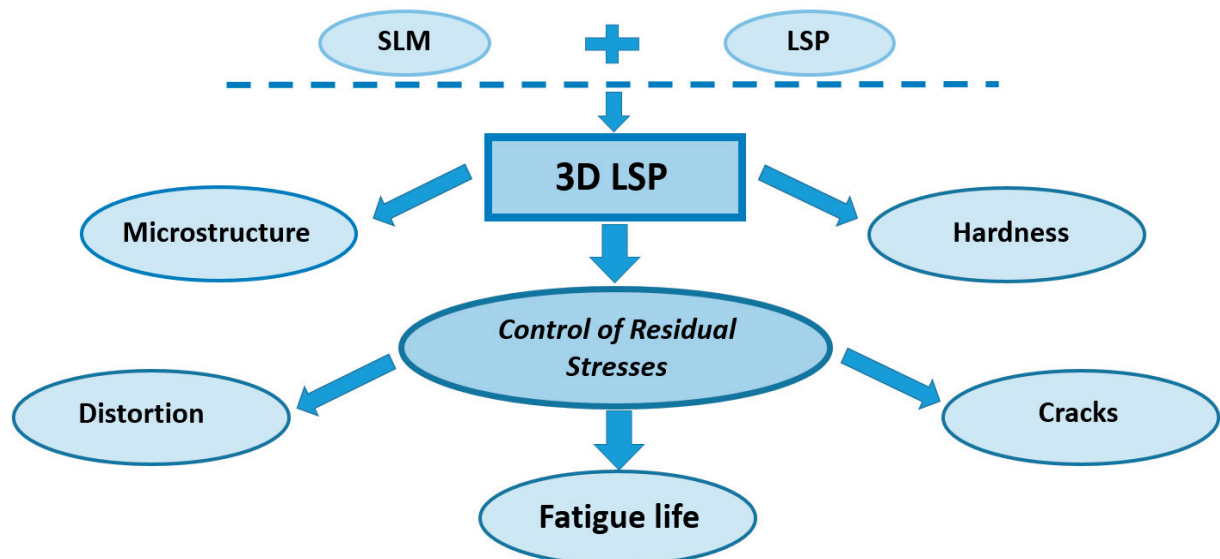 SLM
LSP
3D LSP
Microstructure
Hardness
Control of Residual
Stresses
Distortion
Cracks
Fatigue life